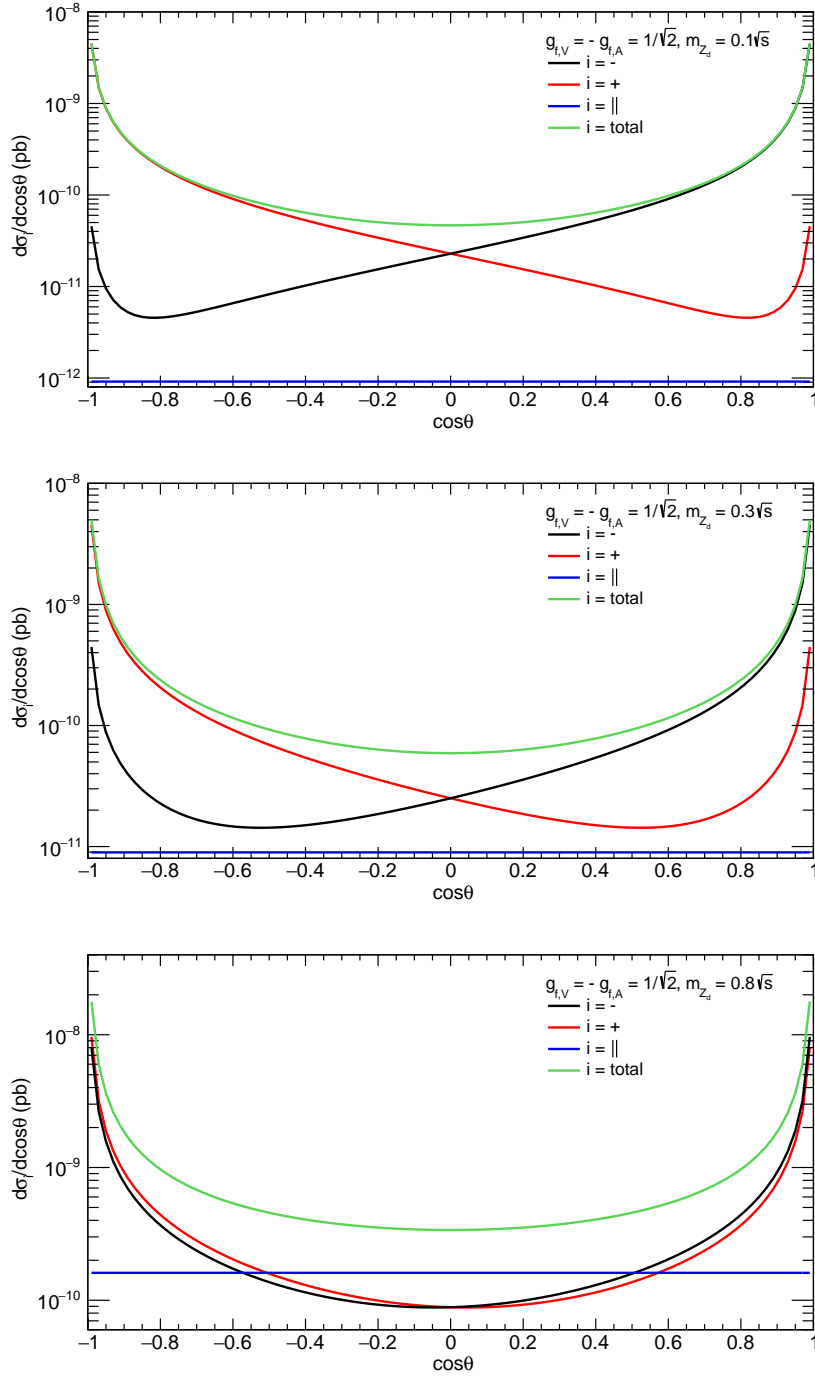 g_{f,V} = - g_{f,A} = 1/√2, m_{Z_d} = 0.1√s
i = -
i = +
i = ||
i = total
10^{-9}
10^{-10}
10^{-11}
10^{-12}
dσ_i/dcosθ (pb)
−1 −0.8 −0.6 −0.4 −0.2 0 0.2 0.4 0.6 0.8 1
cosθ
10^{-8}
g_{f,V} = - g_{f,A} = 1/√2, m_{Z_d} = 0.3√s
i = -
i = +
i = ||
i = total
10^{-9}
10^{-10}
10^{-11}
dσ_i/dcosθ (pb)
−1 −0.8 −0.6 −0.4 −0.2 0 0.2 0.4 0.6 0.8 1
cosθ
g_{f,V} = - g_{f,A} = 1/√2, m_{Z_d} = 0.8√s
i = -
i = +
i = ||
i = total
10^{-8}
10^{-9}
10^{-10}
dσ_i/dcosθ (pb)
−1 −0.8 −0.6 −0.4 −0.2 0 0.2 0.4 0.6 0.8 1
cosθ